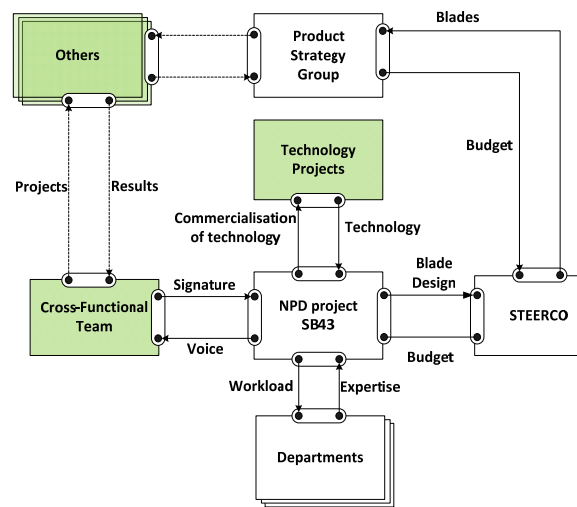 Blades
Others
Product
Strategy
Group
Budget
Technology
Projects
Projects
Results
Commercialisation
of technology
Technology
Signature
Blade
Design
Cross-Functional
Team
NPD project
SB43
STEERCO
Voice
Budget
Workload
Expertise
Departments